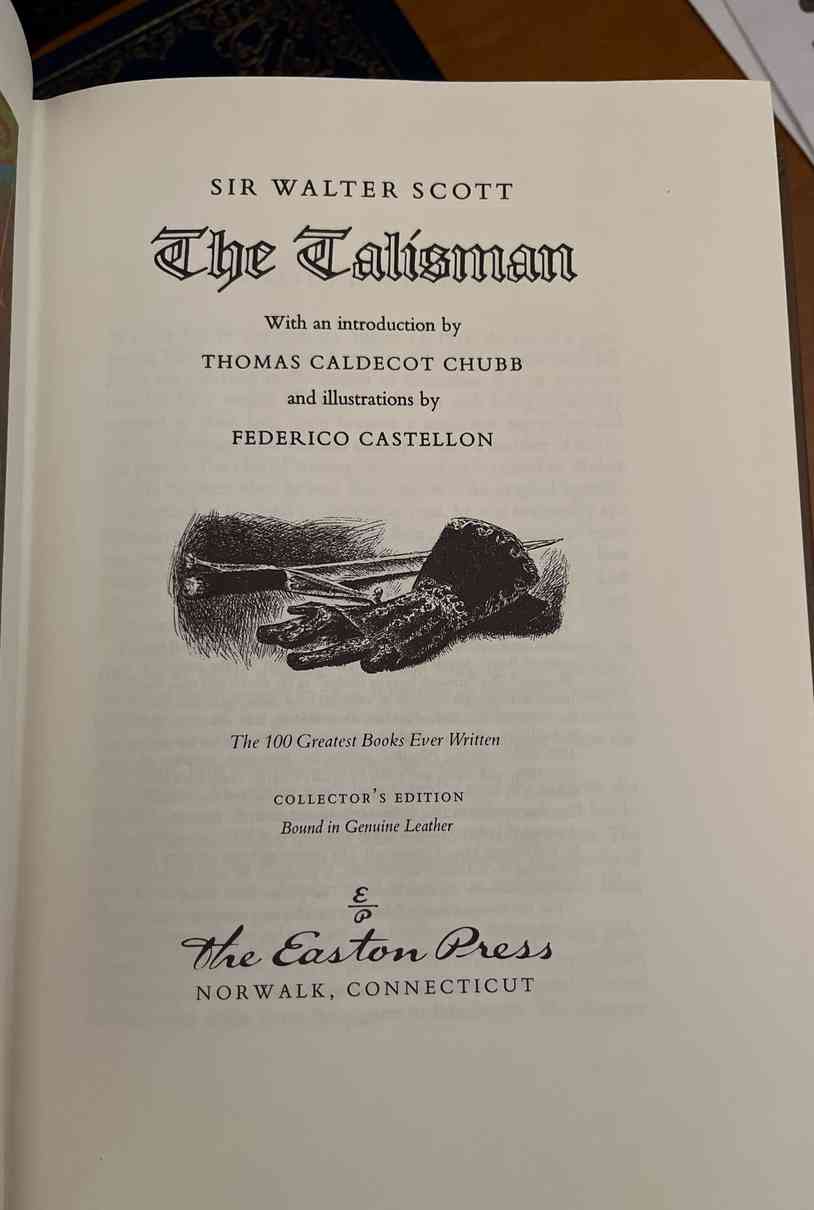 SIR WALTER SCOTT
The Talisman
With an introduction by
THOMAS CALDECOT CHUBB
and illustrations by
FEDERICO CASTELLON
The 100 Greatest Books Ever Written
COLLECTOR'S EDITION
Bound in Genuine Leather
E
P
The Easton Press
NORWALK, CONNECTICUT